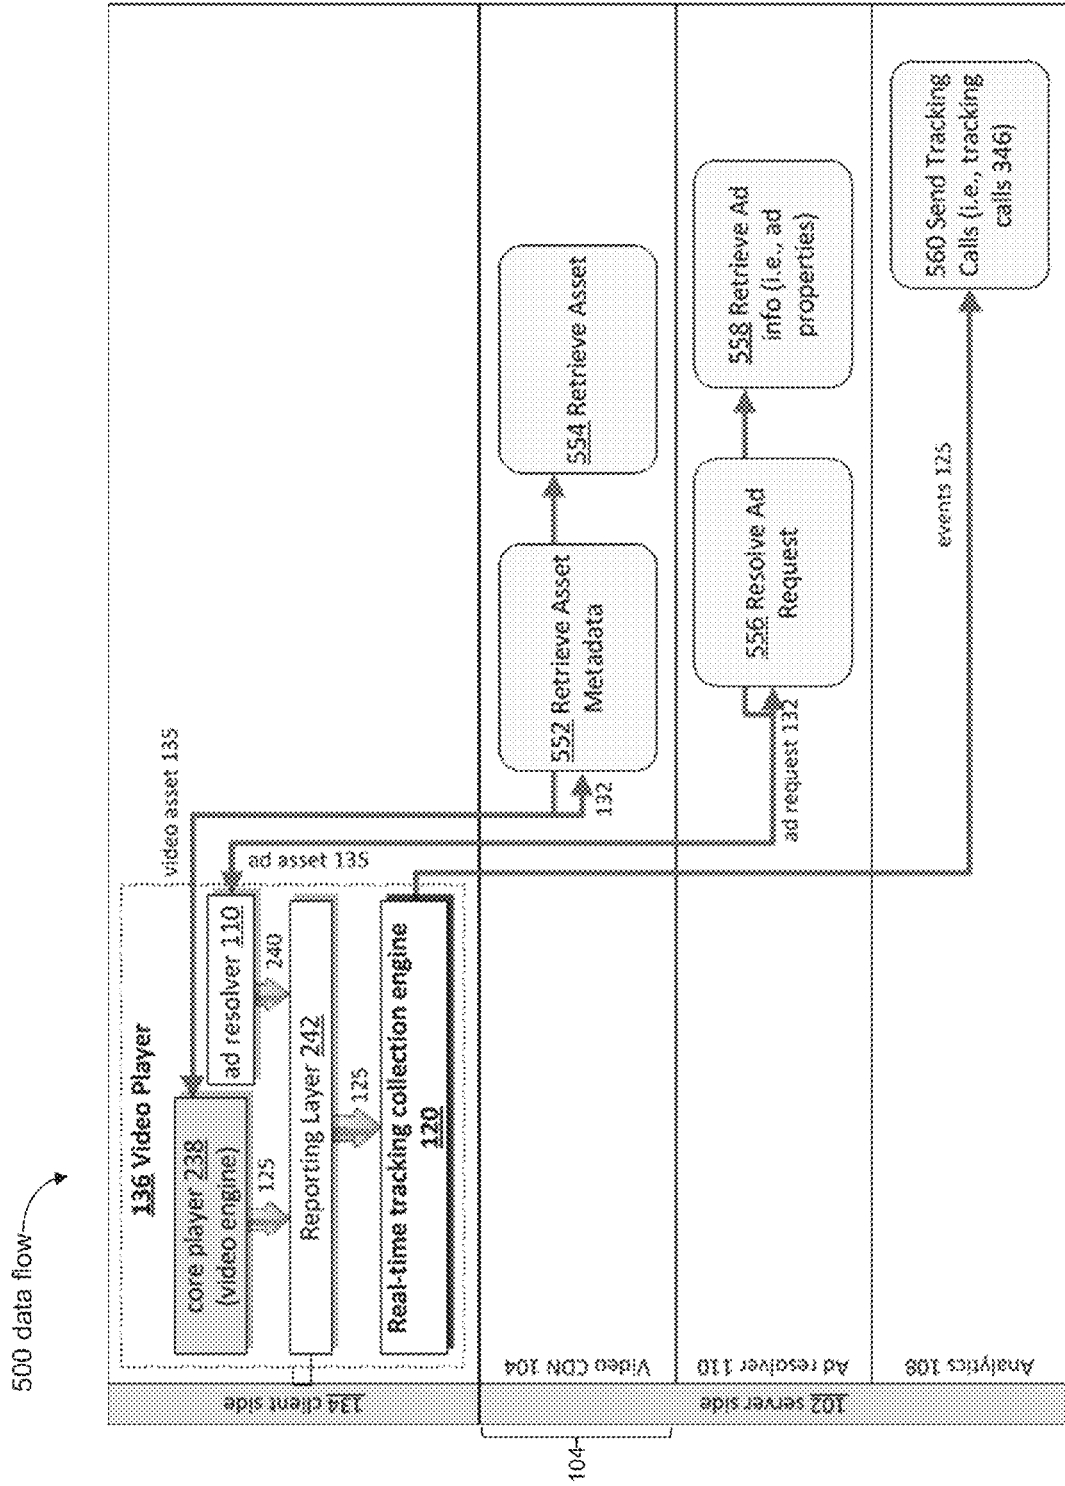 500 data flow
136 Video Player
core player 238
(video engine)
ad resolver 110
125
240
Reporting Layer 242
125
Real-time tracking collection engine
120
video asset 135
ad asset 135
134 client side
104
102 server side
Video CDN 104
132
552 Retrieve Asset
Metadata
554 Retrieve Asset
Ad resolver 110
ad request 132
556 Resolve Ad
Request
558 Retrieve Ad
info (i.e., ad
properties)
Analytics 108
events 125
560 Send Tracking
Calls (i.e., tracking
calls 346)